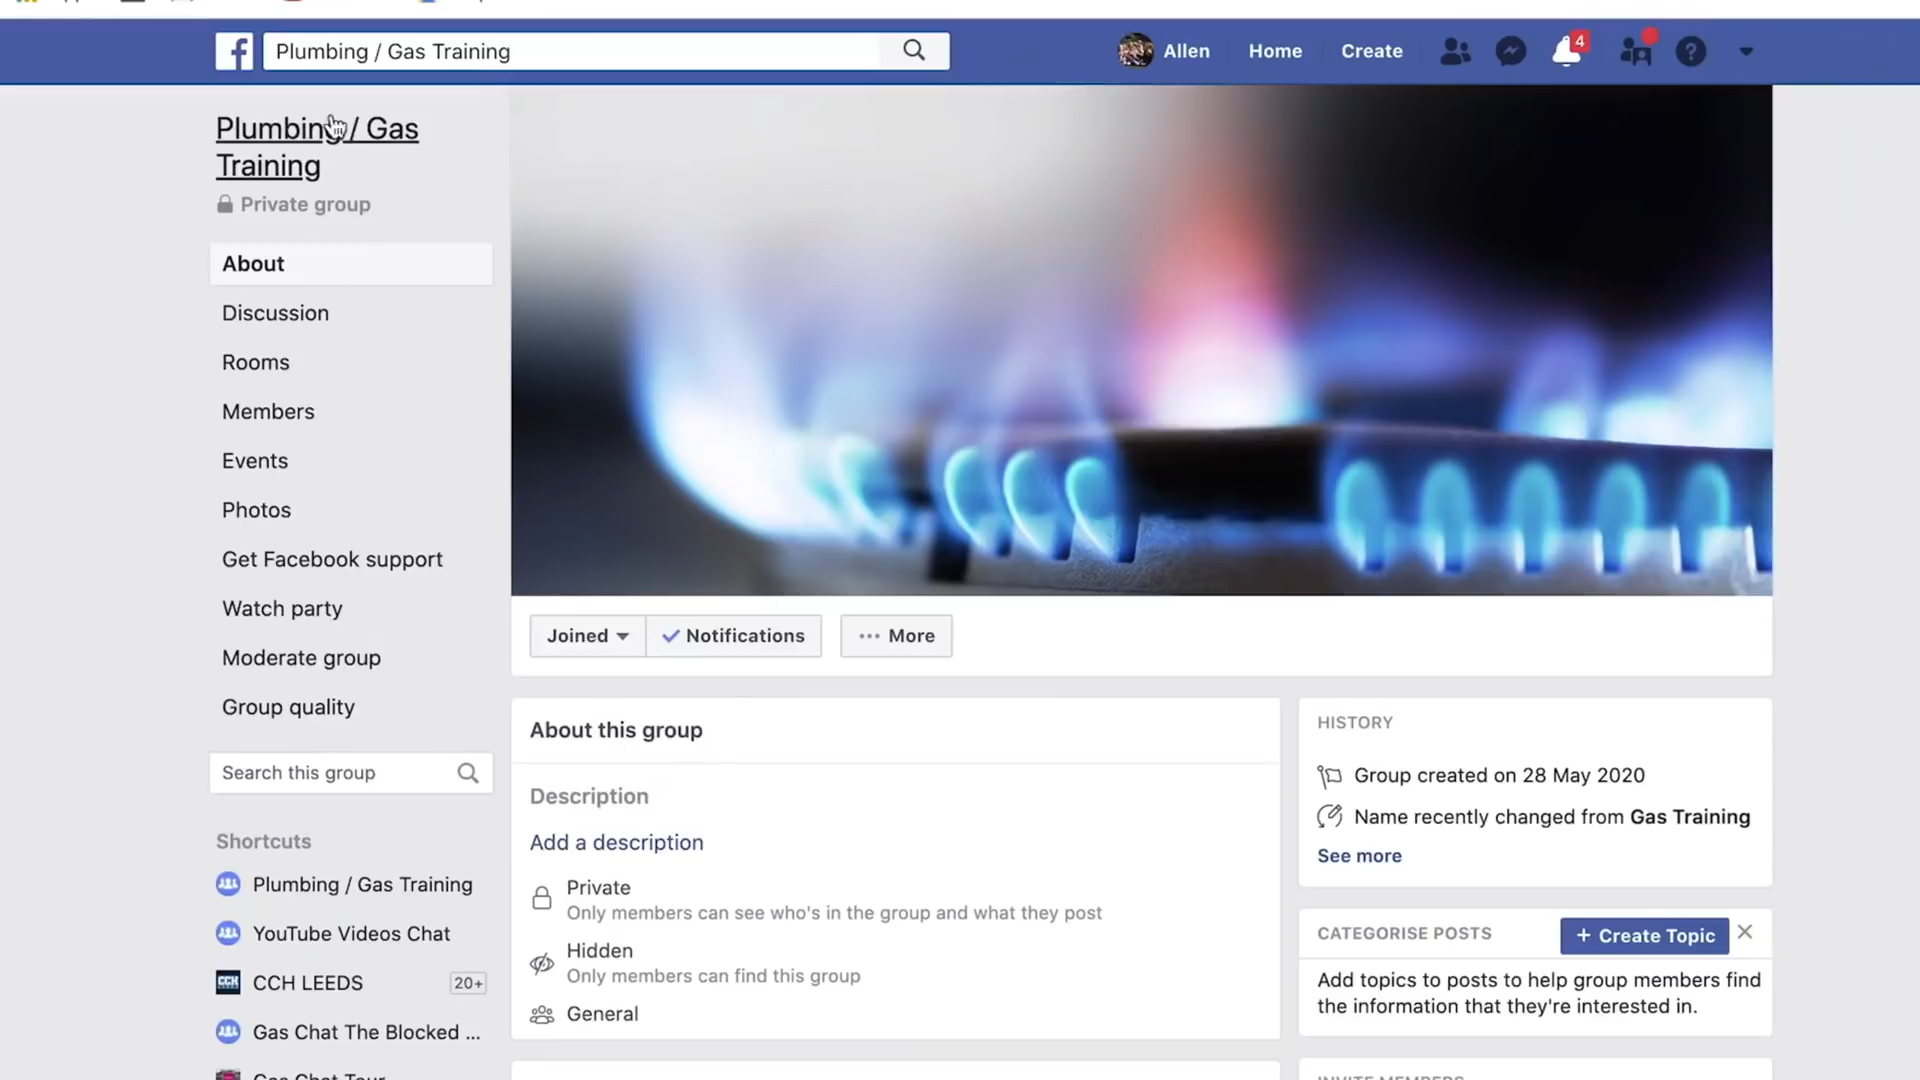 Plumbing / Gas Training
Allen
Home
Create
4
?
Plumbing / Gas
Training
Private group
About
Discussion
Rooms
Members
Events
Photos
Get Facebook support
Watch party
Moderate group
Group quality
Search this group
Shortcuts
Plumbing / Gas Training
YouTube Videos Chat
CCH LEEDS 20+
Gas Chat The Blocked ...
Gas Chat Tour
Joined
Notifications
More
About this group
Description
Add a description
Private
Only members can see who's in the group and what they post
Hidden
Only members can find this group
General
HISTORY
Group created on 28 May 2020
Name recently changed from Gas Training
See more
CATEGORISE POSTS
+ Create Topic
Add topics to posts to help group members find
the information that they're interested in.
INVITE MEMBERS